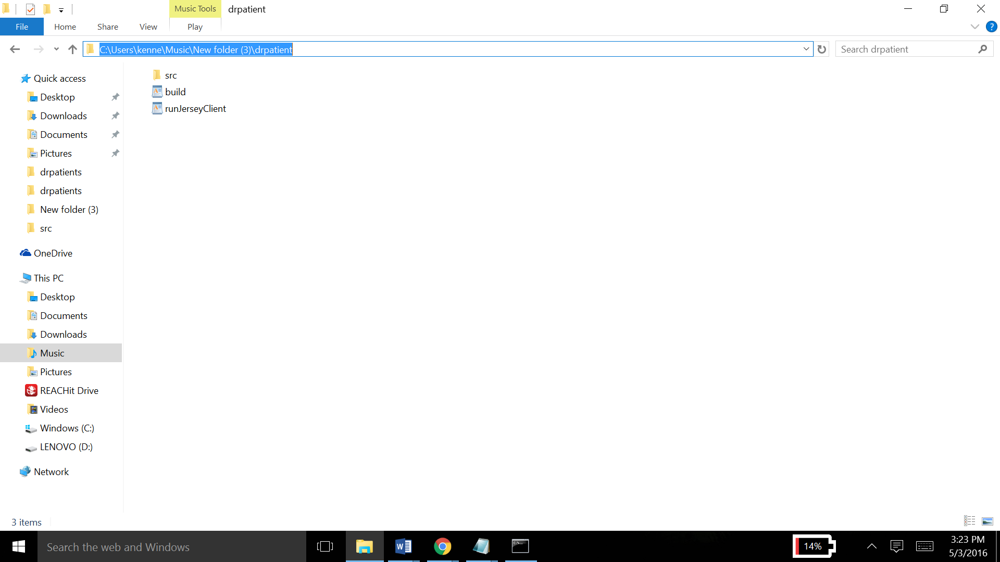 Music Tools
drpatient
File
Home
Share
View
Play
?
C:\Users\kenne\Music\New folder (3)\drpatient
Search drpatient
Quick access
Desktop
Downloads
Documents
Pictures
drpatients
drpatients
New folder (3)
src
OneDrive
This PC
Desktop
Documents
Downloads
Music
Pictures
REACHit Drive
Videos
Windows (C:)
LENOVO (D:)
Network
src
build
runJerseyClient
3 items
Search the web and Windows
14%
3:23 PM
5/3/2016